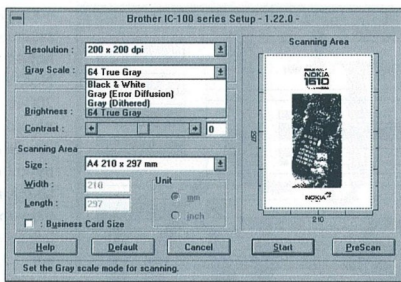 Brother IC-100 series Setup - 1.22.0 -
Resolution :
200 x 200 dpi
Gray Scale :
64 True Gray
Black & White
Gray (Error Diffusion)
Gray (Dithered)
64 True Gray
Brightness :
Contrast :
0
Scanning Area
Size :
A4 210 x 297 mm
Width :
210
Length :
297
Unit
mm
inch
: Business Card Size
Scanning Area
NOKIA
1610
NOKIA
297
210
Help
Default
Cancel
Start
PreScan
Set the Gray scale mode for scanning.